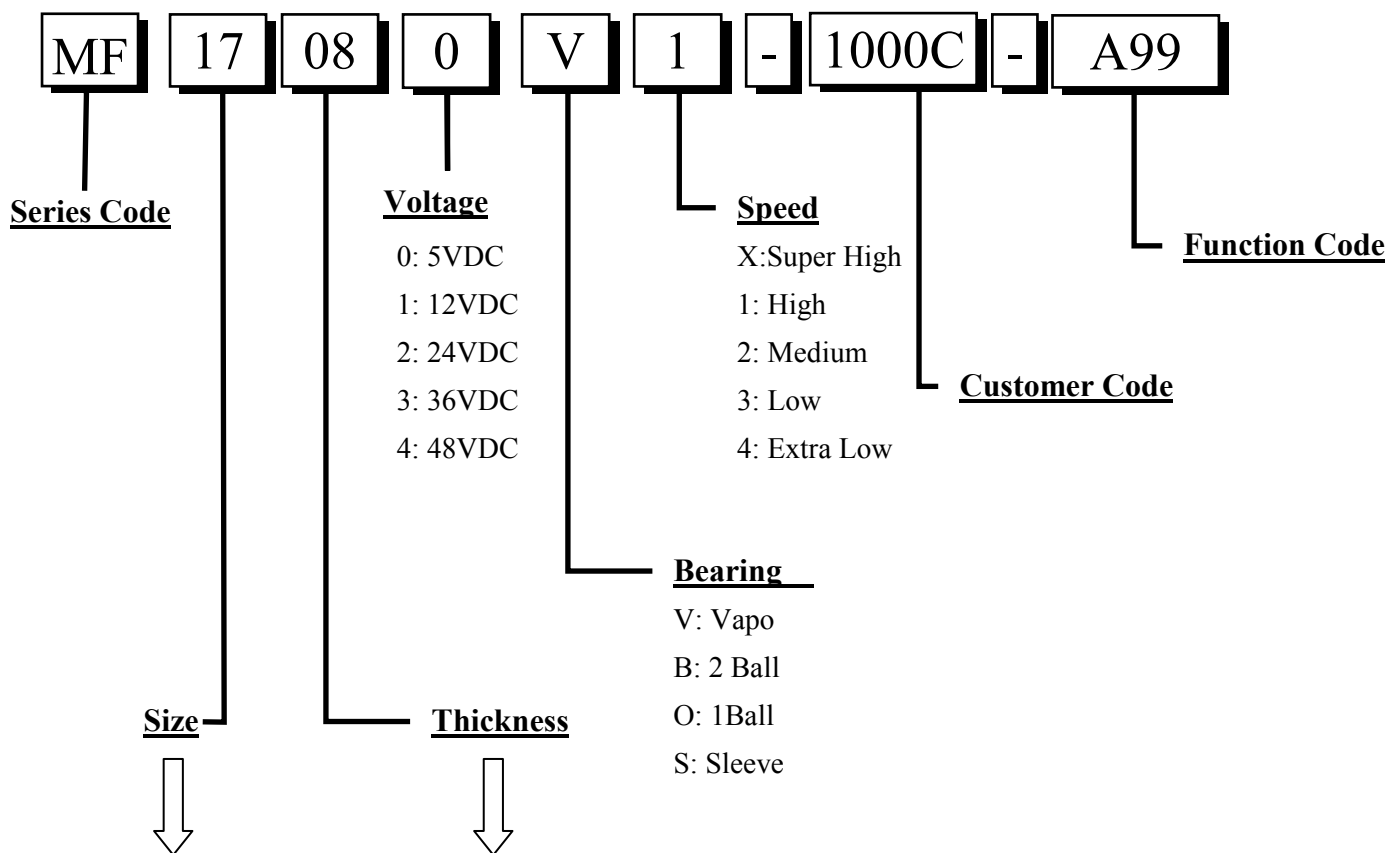 MF 17 08 0 V 1 - 1000C - A99
Series Code
Voltage
0: 5VDC
1: 12VDC
2: 24VDC
3: 36VDC
4: 48VDC
Speed
X:Super High
1: High
2: Medium
3: Low
4: Extra Low
Function Code
Customer Code
Bearing
V: Vapo
B: 2 Ball
O: 1Ball
S: Sleeve
Size
Thickness